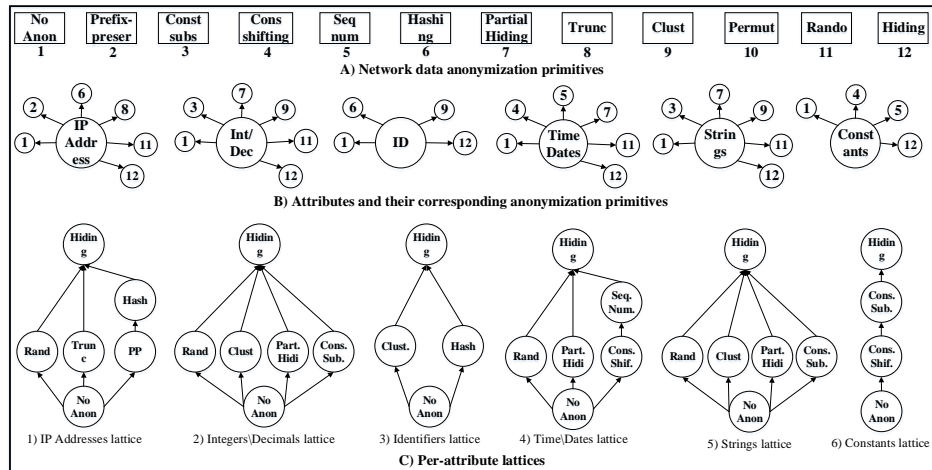 No Anon
Prefix-preser
Const subs
Cons shifting
Seq num
Hashi ng
Partial Hiding
Trunc
Clust
Permut
Rando
Hiding
1 2 3 4 5 6 7 8 9 10 11 12
A) Network data anonymization primitives
1 2 6 8 11 12
IP Addr ess
1 3 7 9 11 12
Int/ Dec
1 6 9 12
ID
1 4 5 7 11 12
Time Dates
1 3 7 9 11 12
Strin gs
1 4 5 12
Const ants
B) Attributes and their corresponding anonymization primitives
Hidin g
Hash
Rand
Trun c
PP
No Anon
1) IP Addresses lattice
Hidin g
Rand
Clust
Part. Hidi
Cons. Sub.
No Anon
2) Integers\Decimals lattice
Hidin g
Clust.
Hash
No Anon
3) Identifiers lattice
Hidin g
Seq. Num.
Rand
Part. Hidi
Cons. Shif.
No Anon
4) Time\Dates lattice
Hidin g
Rand
Clust
Part. Hidi
Cons. Sub.
No Anon
5) Strings lattice
Hidin g
Cons. Sub.
Cons. Shif.
No Anon
6) Constants lattice
C) Per-attribute lattices